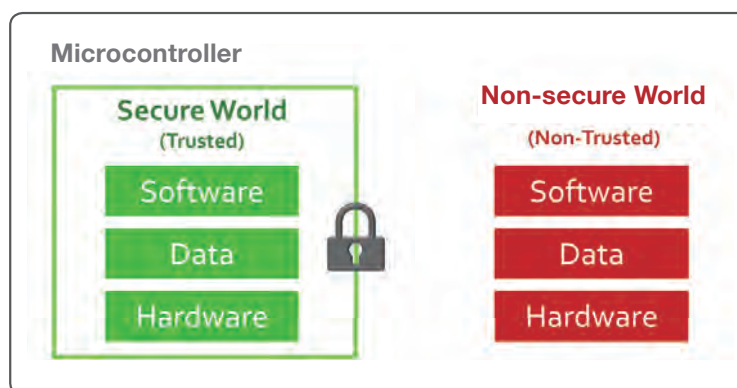 Microcontroller
Secure World
(Trusted)
Software
Data
Hardware
Non-secure World
(Non-Trusted)
Software
Data
Hardware